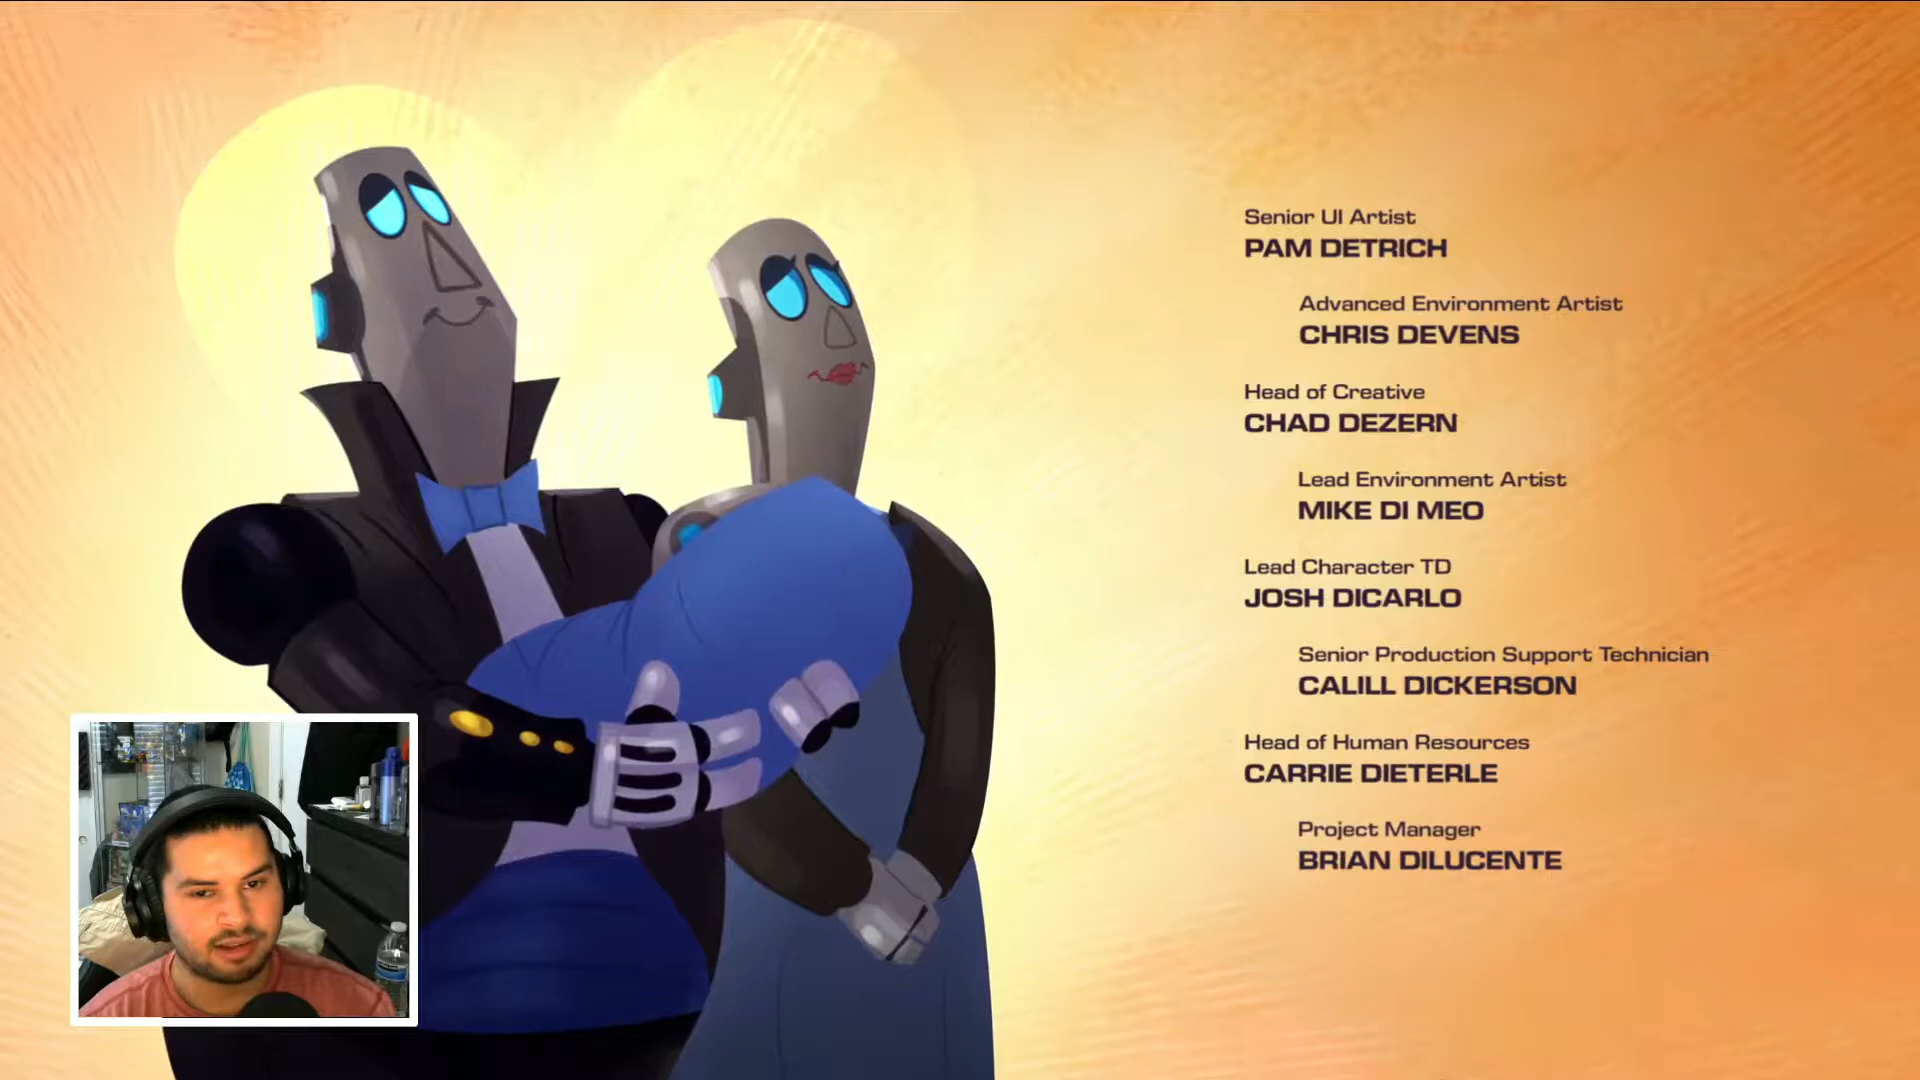 Senior UI Artist
PAM DETRICH
Advanced Environment Artist
CHRIS DEVENS
Head of Creative
CHAD DEZERN
Lead Environment Artist
MIKE DI MEO
Lead Character TD
JOSH DICARLO
Senior Production Support Technician
CALILL DICKERSON
Head of Human Resources
CARRIE DIETERLE
Project Manager
BRIAN DILUCENTE